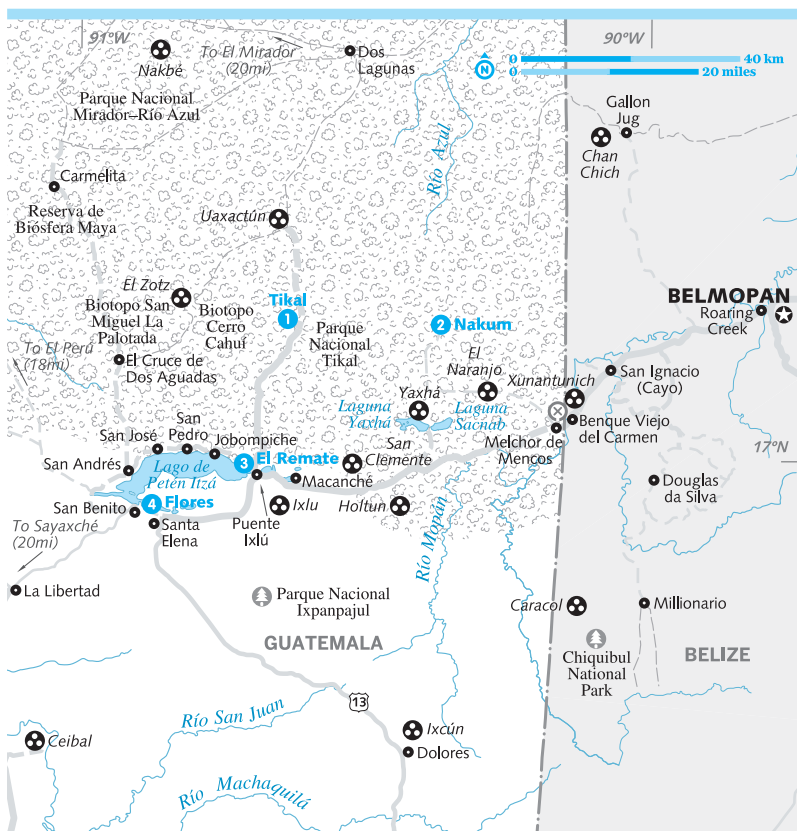 91°W
90°W
To El Mirador
(20mi)
Dos
Lagunas
0
40 km
0
20 miles
N
Nakbé
Parque Nacional
Mirador–Río Azul
Gallon
Jug
Chan
Chich
Río Azul
Carmelita
Reserva de
Biósfera Maya
Uaxactún
El Zotz
Biotopo San
Miguel La
Palotada
Biotopo
Cerro
Cahuí
Tikal
1
Parque
Nacional
Tikal
2 Nakum
BELMOPAN
Roaring
Creek
To El Perú
(18mi)
El Cruce de
Dos Aguadas
El
Naranjo
Yaxhá
Xunantunich
San Ignacio
(Cayo)
Laguna
Yaxhá
Laguna
Sacnab
Benque Viejo
del Carmen
Melchor de
Mencos
17°N
San José
San
Pedro
Jobompiche
San Andrés
Lago de
Petén Itzá
3 El Remate
Macanché
San
Clemente
Douglas
da Silva
San Benito
4 Flores
Santa
Elena
Puente
Ixlú
Ixlu
Holtun
To Sayaxché
(20mi)
Río Mopán
La Libertad
Parque Nacional
Ixpanpajul
Caracol
Millionario
GUATEMALA
Chiquibul
National
Park
BELIZE
13
Río San Juan
Ceibal
Ixcún
Dolores
Río Machaquilá